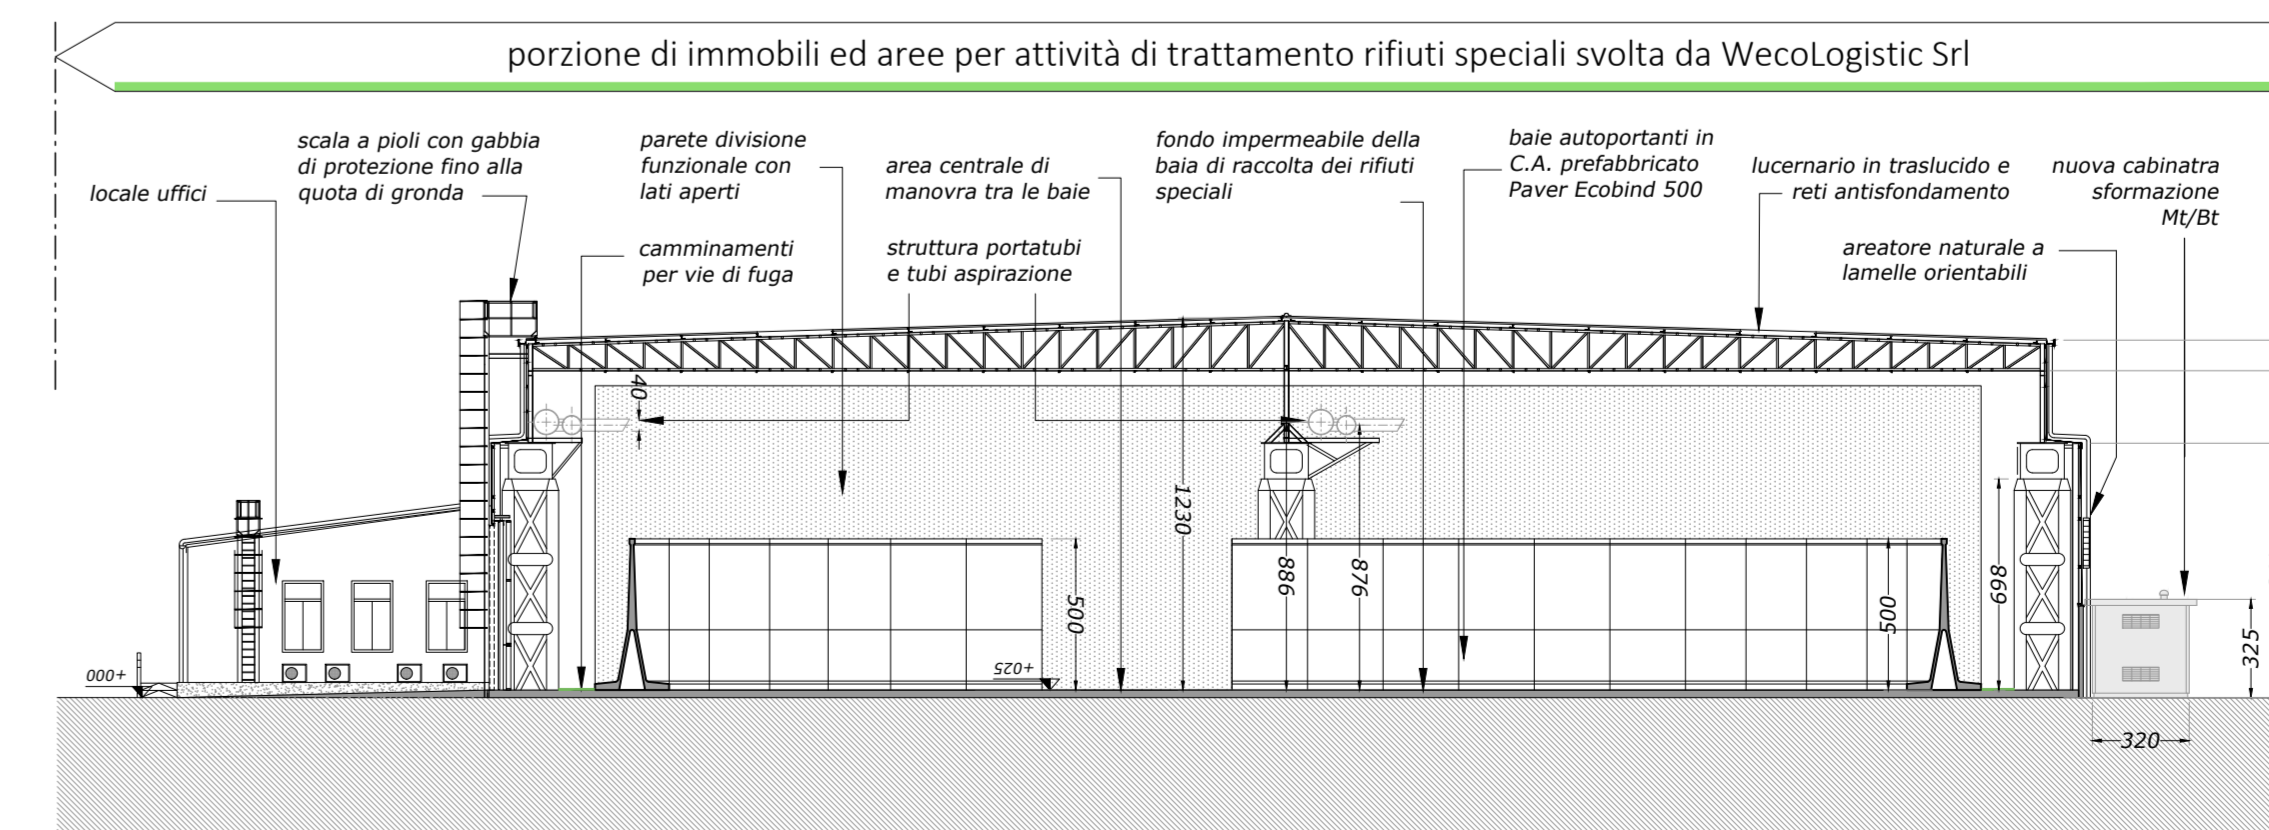 porzione di immobili ed aree per attività di trattamento rifiuti speciali svolta da WecoLogistic Srl
locale uffici
scala a pioli con gabbia
di protezione fino alla
quota di gronda
parete divisione
funzionale con
lati aperti
camminamenti
per vie di fuga
area centrale di
manovra tra le baie
struttura portatubi
e tubi aspirazione
fondo impermeabile della
baia di raccolta dei rifiuti
speciali
baie autoportanti in
C.A. prefabbricato
Paver Ecobind 500
lucernario in traslucido e
reti antisfondamento
nuova cabinatra
sformazione
Mt/Bt
areatore naturale a
lamelle orientabili
40
1230
886
876
500
500
698
325
320
+000
+025